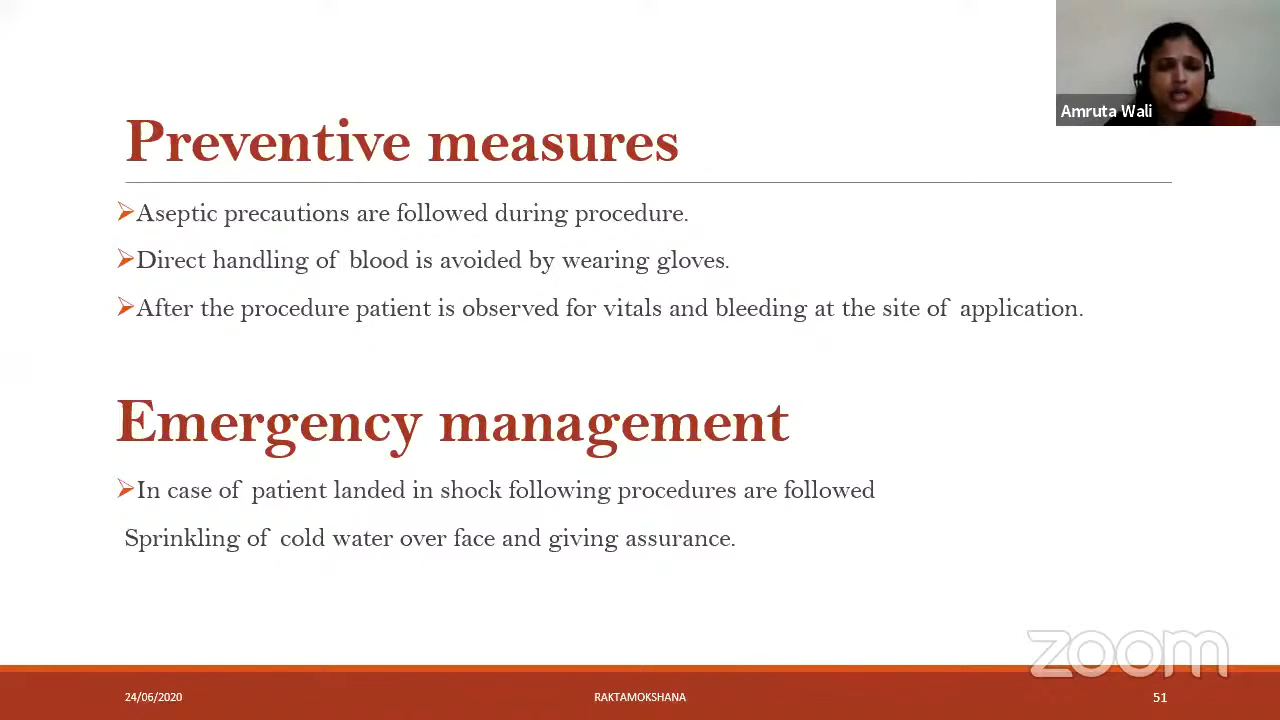 Amruta Wali
Preventive measures
Aseptic precautions are followed during procedure.
Direct handling of blood is avoided by wearing gloves.
After the procedure patient is observed for vitals and bleeding at the site of application.
Emergency management
In case of patient landed in shock following procedures are followed
Sprinkling of cold water over face and giving assurance.
zoom
24/06/2020
RAKTAMOKSHANA
51